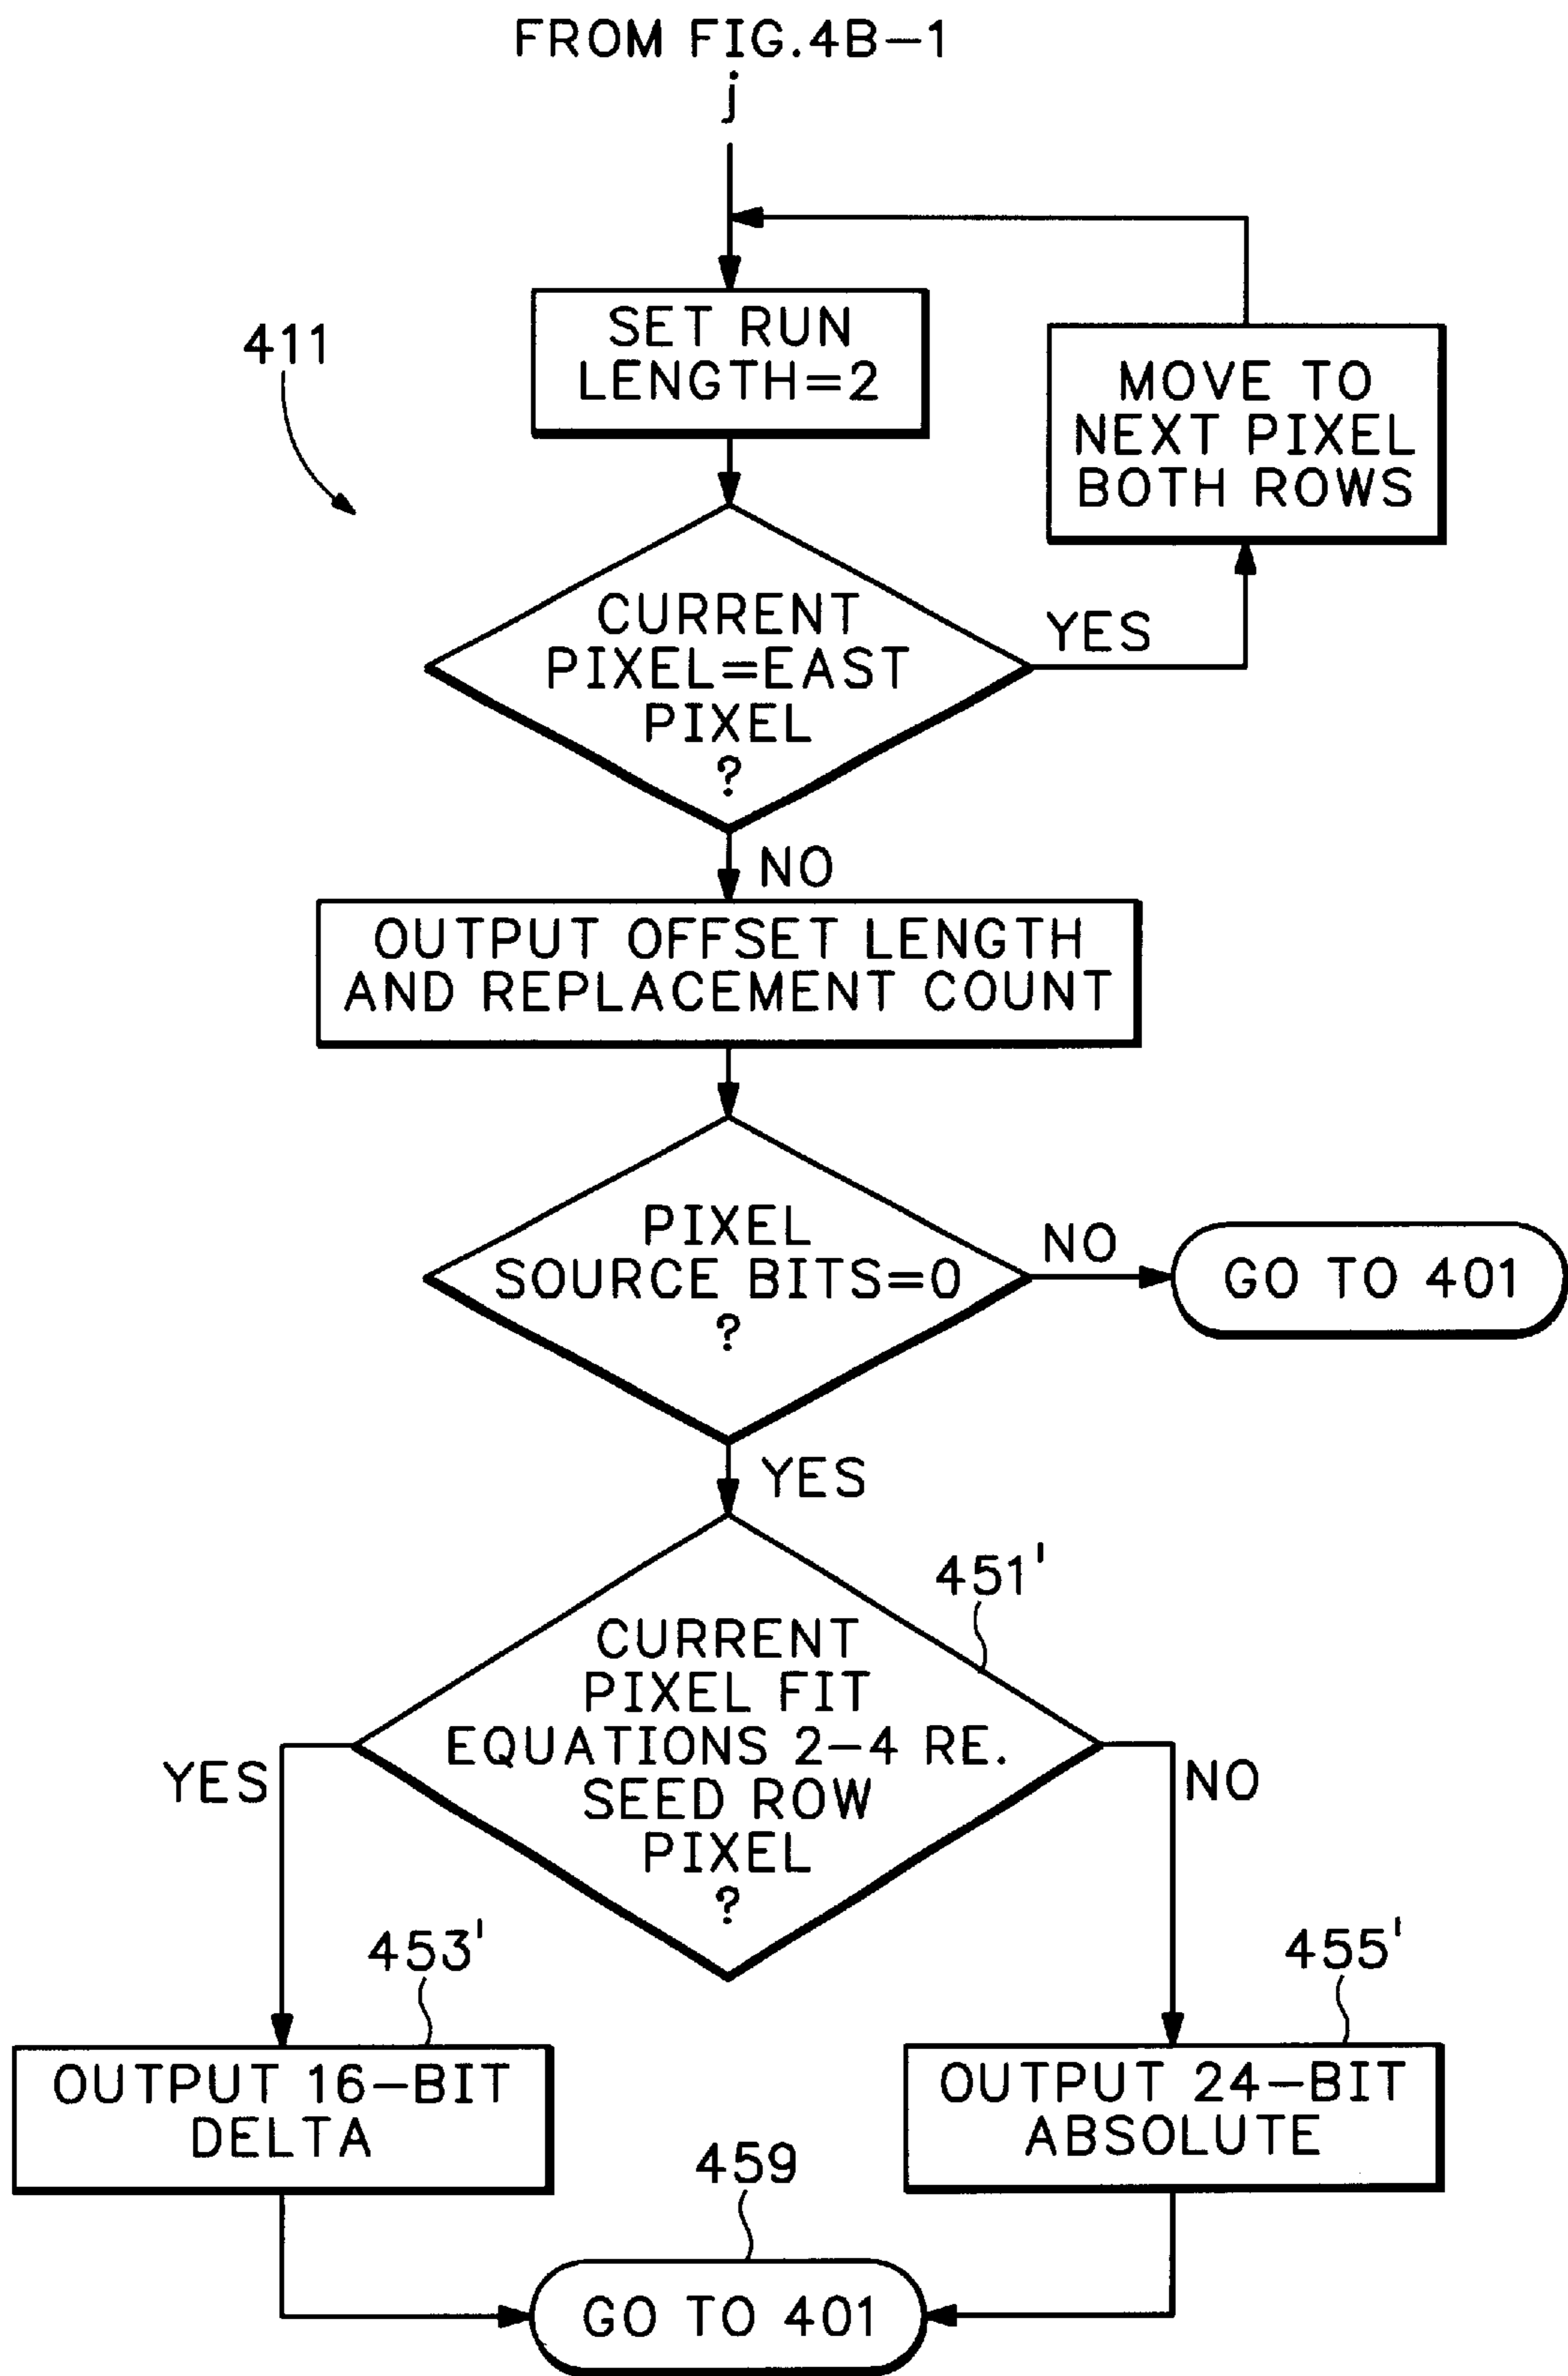 FROM FIG.4B-1
j
SET RUN
LENGTH=2
411
MOVE TO
NEXT PIXEL
BOTH ROWS
CURRENT
PIXEL=EAST
PIXEL
?
YES
NO
OUTPUT OFFSET LENGTH
AND REPLACEMENT COUNT
PIXEL
SOURCE BITS=0
?
NO
GO TO 401
YES
451'
CURRENT
PIXEL FIT
EQUATIONS 2-4 RE.
SEED ROW
PIXEL
?
YES
NO
453'
455'
OUTPUT 16-BIT
DELTA
OUTPUT 24-BIT
ABSOLUTE
459
GO TO 401